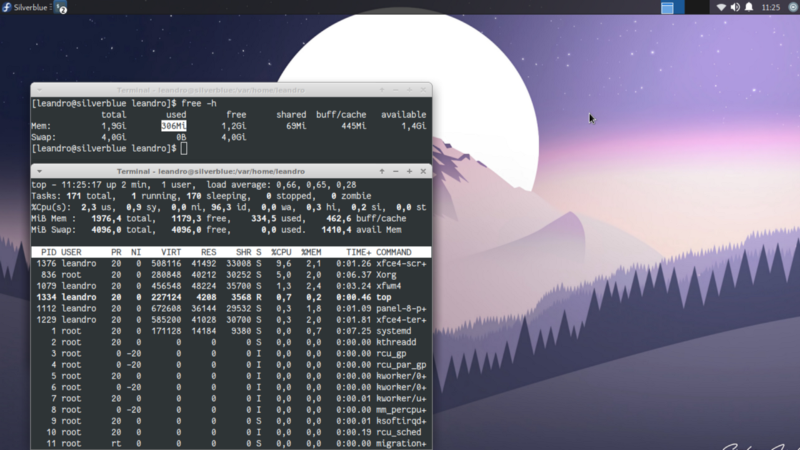 Silverblue
2
11:25
Terminal - leandro@silverblue:/var/home/leandro
[leandro@silverblue leandro]$ free -h
total used free shared buff/cache available
Mem: 1,9Gi 306Mi 1,2Gi 69Mi 445Mi 1,4Gi
Swap: 4,0Gi 0B 4,0Gi
[leandro@silverblue leandro]$
Terminal - leandro@silverblue:/var/home/leandro
top - 11:25:17 up 2 min, 1 user, load average: 0,66, 0,65, 0,28
Tasks: 171 total, 1 running, 170 sleeping, 0 stopped, 0 zombie
%Cpu(s): 2,3 us, 0,9 sy, 0,0 ni, 96,3 id, 0,0 wa, 0,3 hi, 0,2 si, 0,0 st
MiB Mem : 1976,4 total, 1179,3 free, 334,5 used, 462,6 buff/cache
MiB Swap: 4096,0 total, 4096,0 free, 0,0 used. 1410,4 avail Mem
PID USER PR NI VIRT RES SHR S %CPU %MEM TIME+ COMMAND
1376 leandro 20 0 508116 41492 33008 S 9,6 2,1 0:01.26 xfce4-scr+
836 root 20 0 280848 40212 30252 S 5,0 2,0 0:06.37 Xorg
1079 leandro 20 0 456548 48224 35700 S 1,3 2,4 0:03.24 xfwm4
1334 leandro 20 0 227124 4208 3568 R 0,7 0,2 0:00.46 top
1112 leandro 20 0 672608 36144 29532 S 0,3 1,8 0:01.09 panel-8-p+
1229 leandro 20 0 585200 41028 30700 S 0,3 2,0 0:01.81 xfce4-ter+
1 root 20 0 171128 14184 9380 S 0,0 0,7 0:07.25 systemd
2 root 20 0 0 0 0 S 0,0 0,0 0:00.00 kthreadd
3 root 0 -20 0 0 0 I 0,0 0,0 0:00.00 rcu_gp
4 root 0 -20 0 0 0 I 0,0 0,0 0:00.00 rcu_par_gp
5 root 20 0 0 0 0 I 0,0 0,0 0:00.00 kworker/0+
6 root 0 -20 0 0 0 I 0,0 0,0 0:00.00 kworker/0+
7 root 20 0 0 0 0 I 0,0 0,0 0:00.01 kworker/u+
8 root 0 -20 0 0 0 I 0,0 0,0 0:00.00 mm_percpu+
9 root 20 0 0 0 0 S 0,0 0,0 0:00.01 ksoftirqd+
10 root 20 0 0 0 0 I 0,0 0,0 0:00.19 rcu_sched
11 root rt 0 0 0 0 S 0,0 0,0 0:00.00 migration+